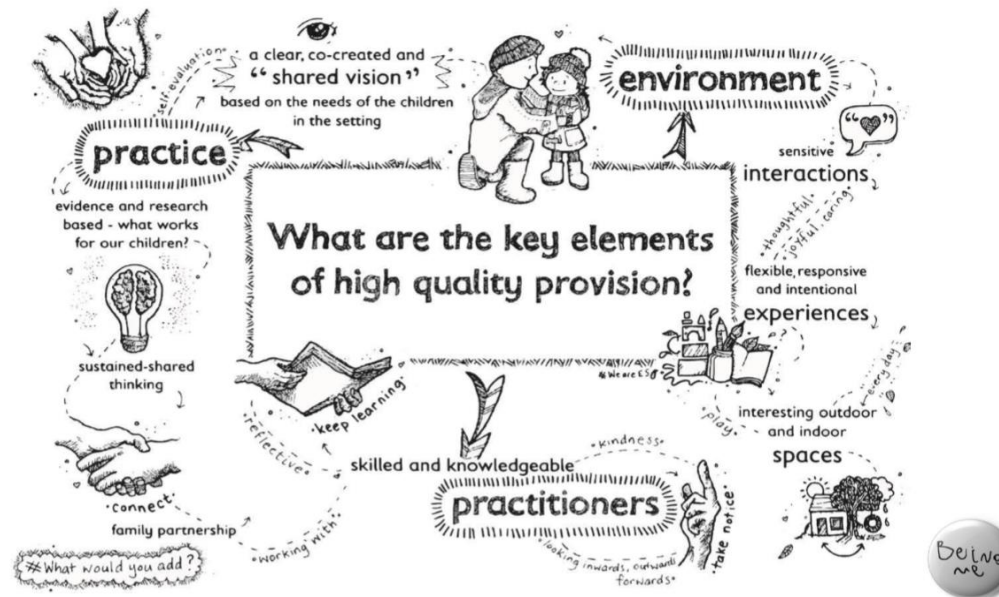 a clear, co-created and
"shared vision"
based on the needs of the children
in the setting
·self-evaluation·
practice
evidence and research
based - what works
for our children?
sustained-shared
thinking
·connect·
family partnership
#What would you add?
What are the key elements
of high quality provision?
environment
sensitive
interactions
·thoughtful·
·joyful·caring
flexible, responsive
and intentional
experiences
·every day·
interesting outdoor
and indoor
spaces
·play·
·keep learning·
·reflective·
·working with·
skilled and knowledgeable
practitioners
·kindness·
·take notice·
·looking inwards, outwards
forwards·
Being
me